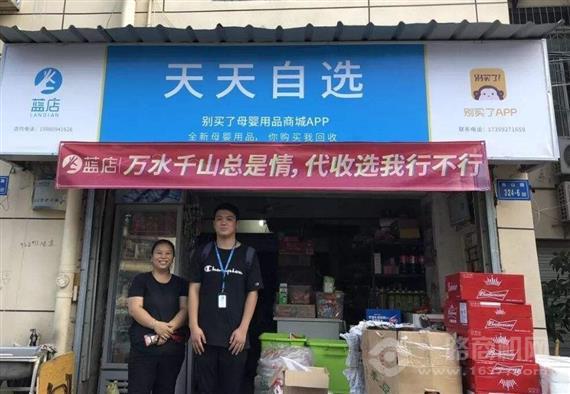 蓝店
LANDIAN
天天自选
别买了!
别买了APP
别买了母婴用品商城APP
全新母婴用品,你购买我回收
蓝店 万水千山总是情,代收选我行不行
324-6
Champion
Budweiser